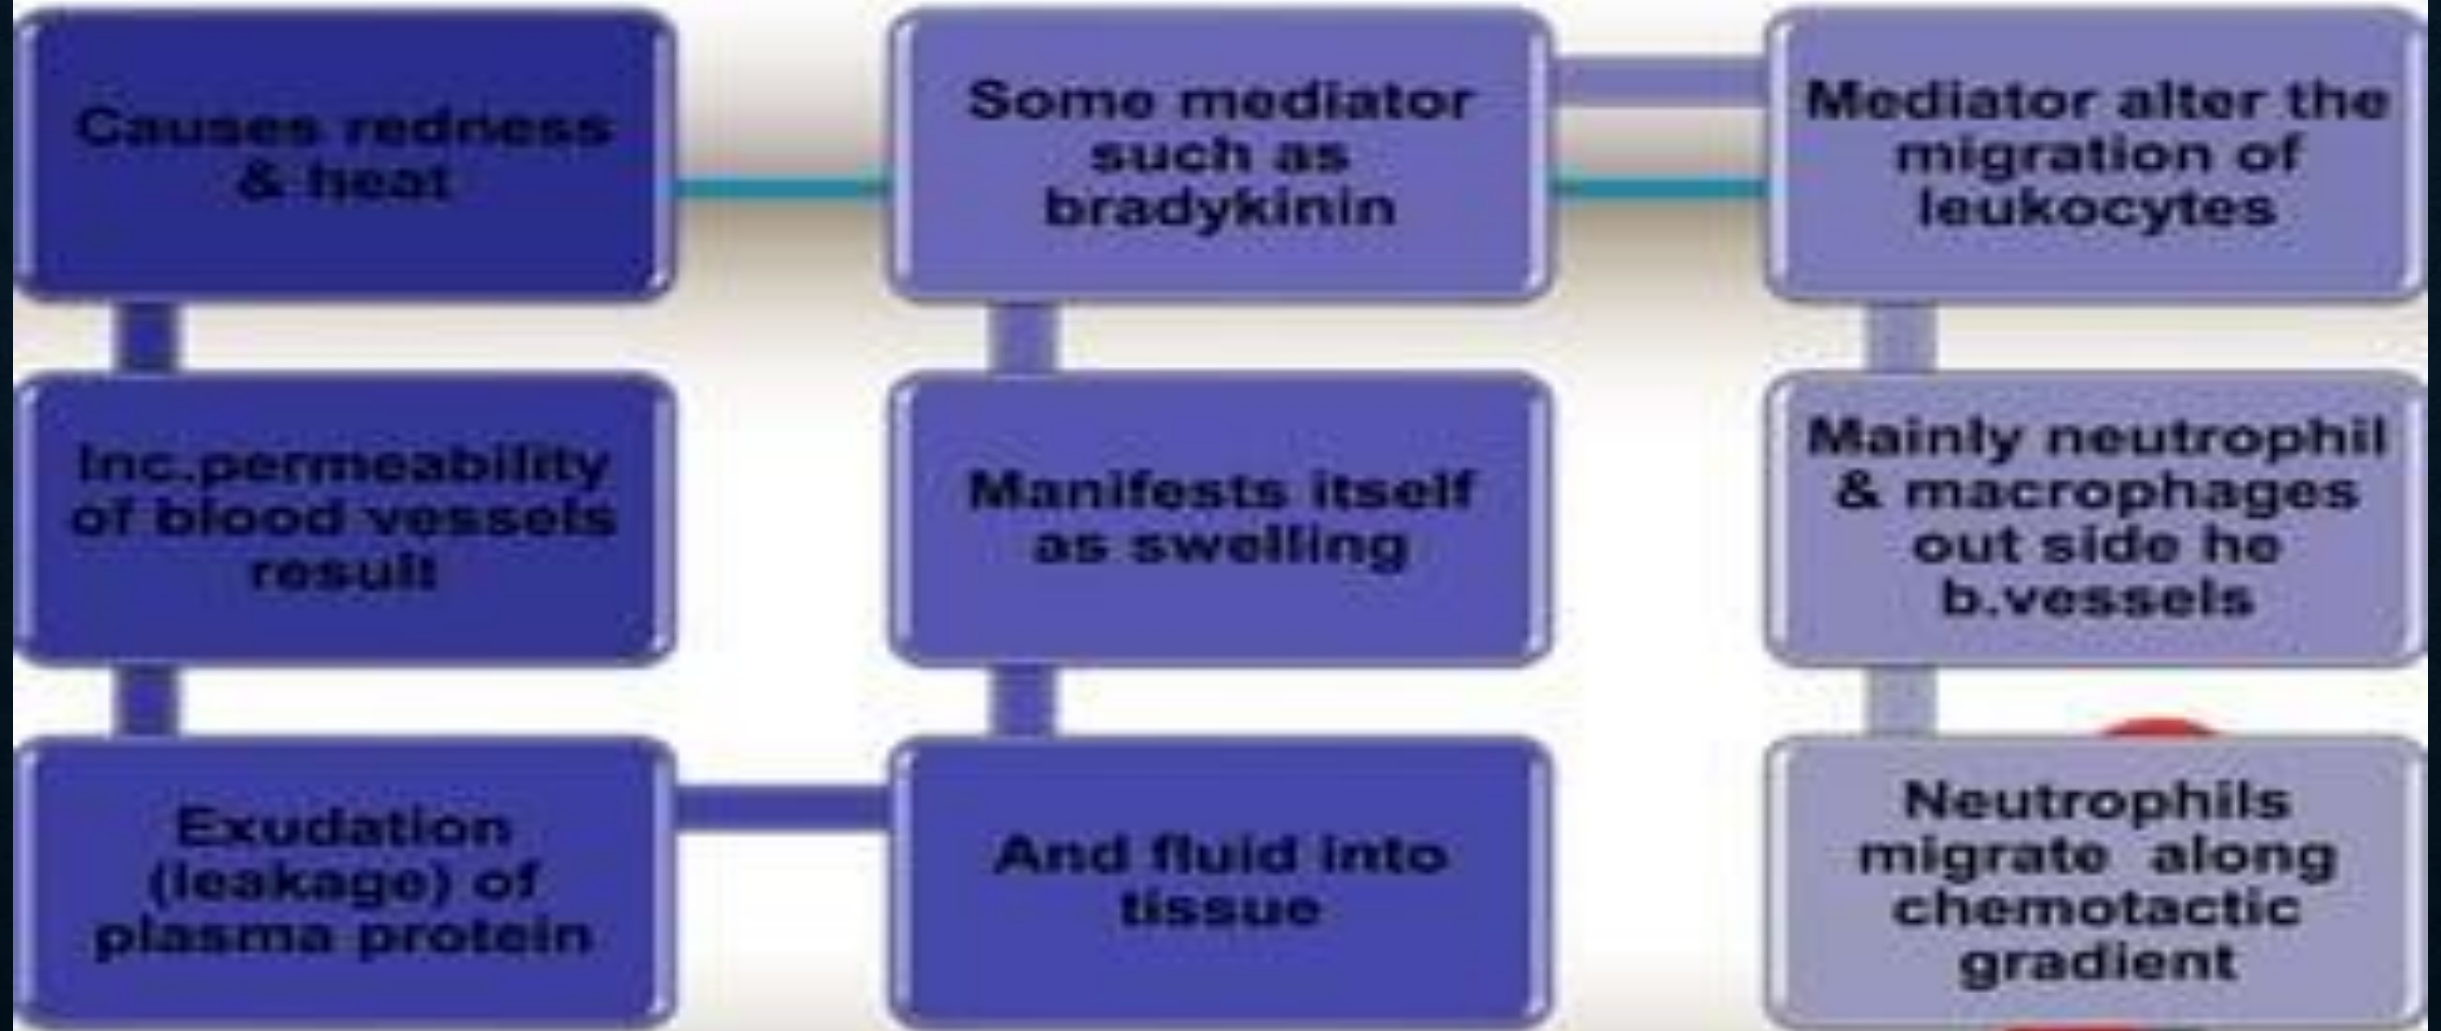 Causes redness
& heat
Inc.permeability
of blood vessels
result
Exudation
(leakage) of
plasma protein
And fluid into
tissue
Manifests itself
as swelling
Some mediator
such as
bradykinin
Mediator alter the
migration of
leukocytes
Mainly neutrophil
& macrophages
out side he
b.vessels
Neutrophils
migrate along
chemotactic
gradient